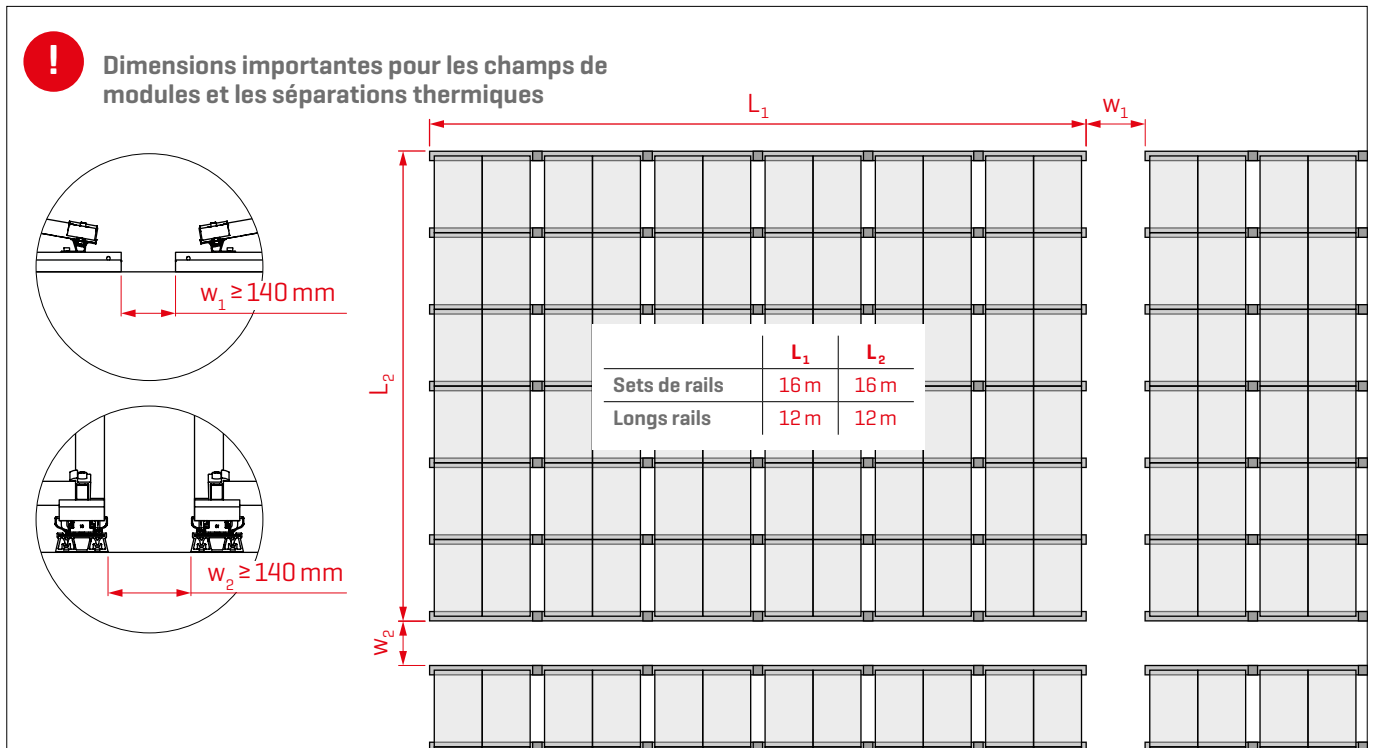 !
Dimensions importantes pour les champs de
modules et les séparations thermiques
L₁
w₁
w₁ ≥ 140 mm
L₂
L₁ L₂
Sets de rails 16 m 16 m
Longs rails 12 m 12 m
w₂ ≥ 140 mm
w₂